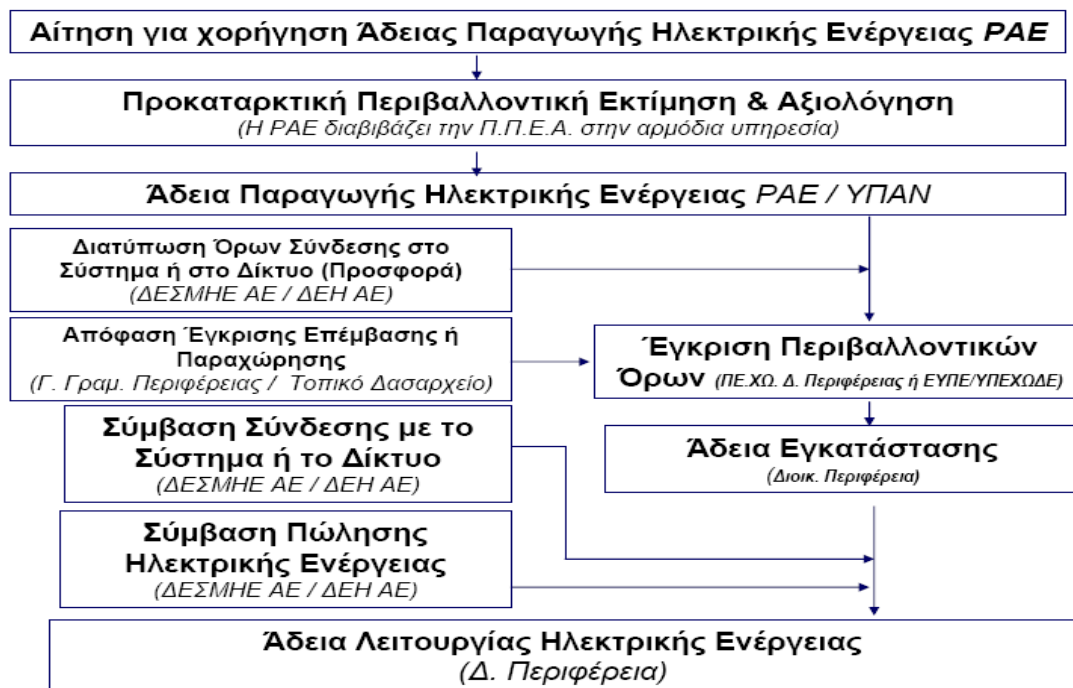 Αίτηση για χορήγηση Άδειας Παραγωγής Ηλεκτρικής Ενέργειας ΡΑΕ
Προκαταρκτική Περιβαλλοντική Εκτίμηση & Αξιολόγηση
(Η ΡΑΕ διαβιβάζει την Π.Π.Ε.Α. στην αρμόδια υπηρεσία)
Άδεια Παραγωγής Ηλεκτρικής Ενέργειας ΡΑΕ / ΥΠΑΝ
Διατύπωση Όρων Σύνδεσης στο
Σύστημα ή στο Δίκτυο (Προσφορά)
(ΔΕΣΜΗΕ ΑΕ / ΔΕΗ ΑΕ)
Απόφαση Έγκρισης Επέμβασης ή
Παραχώρησης
(Γ. Γραμ. Περιφέρειας / Τοπικό Δασαρχείο)
Έγκριση Περιβαλλοντικών
Όρων (ΠΕ.ΧΩ. Δ. Περιφέρειας ή ΕΥΠΕ/ΥΠΕΧΩΔΕ)
Σύμβαση Σύνδεσης με το
Σύστημα ή το Δίκτυο
(ΔΕΣΜΗΕ ΑΕ / ΔΕΗ ΑΕ)
Άδεια Εγκατάστασης
(Διοικ. Περιφέρεια)
Σύμβαση Πώλησης
Ηλεκτρικής Ενέργειας
(ΔΕΣΜΗΕ ΑΕ / ΔΕΗ ΑΕ)
Άδεια Λειτουργίας Ηλεκτρικής Ενέργειας
(Δ. Περιφέρεια)